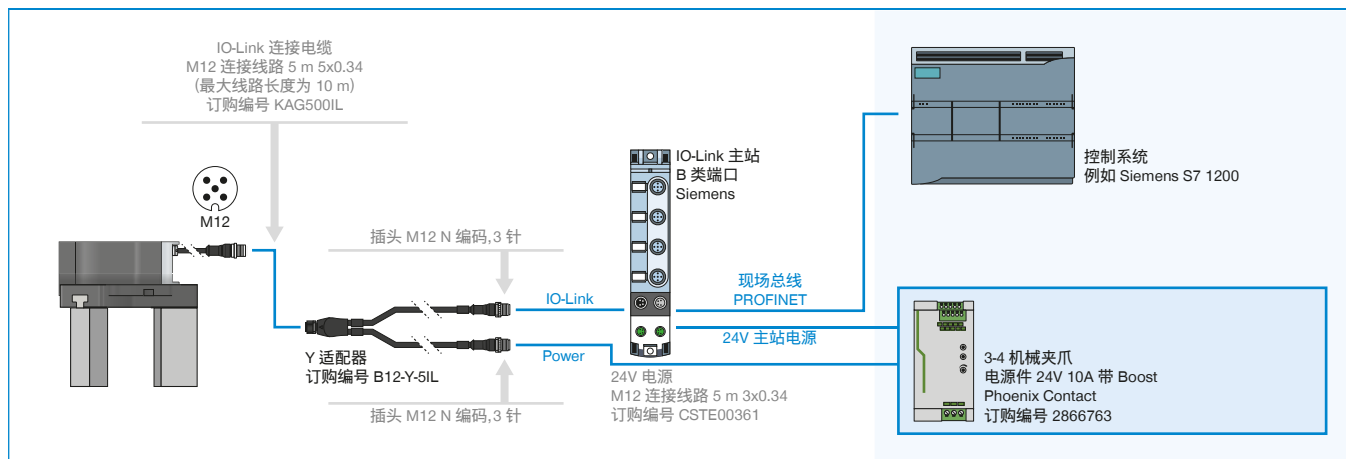 IO-Link 连接电缆
M12 连接线路 5 m 5x0.34
(最大线路长度为 10 m)
订购编号 KAG500IL
M12
插头 M12 N 编码,3 针
IO-Link 主站
B 类端口
Siemens
控制系统
例如 Siemens S7 1200
IO-Link
现场总线
PROFINET
24V 主站电源
Y 适配器
订购编号 B12-Y-5IL
Power
插头 M12 N 编码,3 针
24V 电源
M12 连接线路 5 m 3x0.34
订购编号 CSTE00361
3-4 机械夹爪
电源件 24V 10A 带 Boost
Phoenix Contact
订购编号 2866763